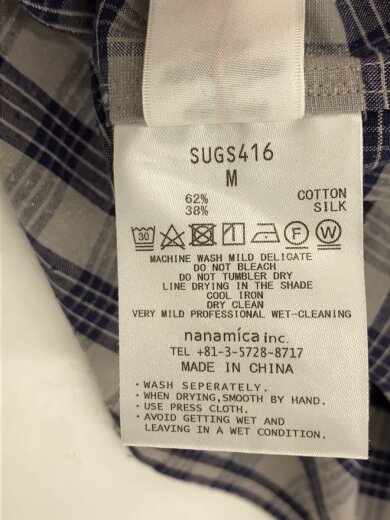 SUGS416
M
62% COTTON
38% SILK
30 F W
MACHINE WASH MILD DELICATE
DO NOT BLEACH
DO NOT TUMBLER DRY
LINE DRYING IN THE SHADE
COOL IRON
DRY CLEAN
VERY MILD PROFESSIONAL WET-CLEANING
nanamica inc.
TEL +81-3-5728-8717
MADE IN CHINA
・WASH SEPERATELY.
・WHEN DRYING,SMOOTH BY HAND.
・USE PRESS CLOTH.
・AVOID GETTING WET AND
LEAVING IN A WET CONDITION.